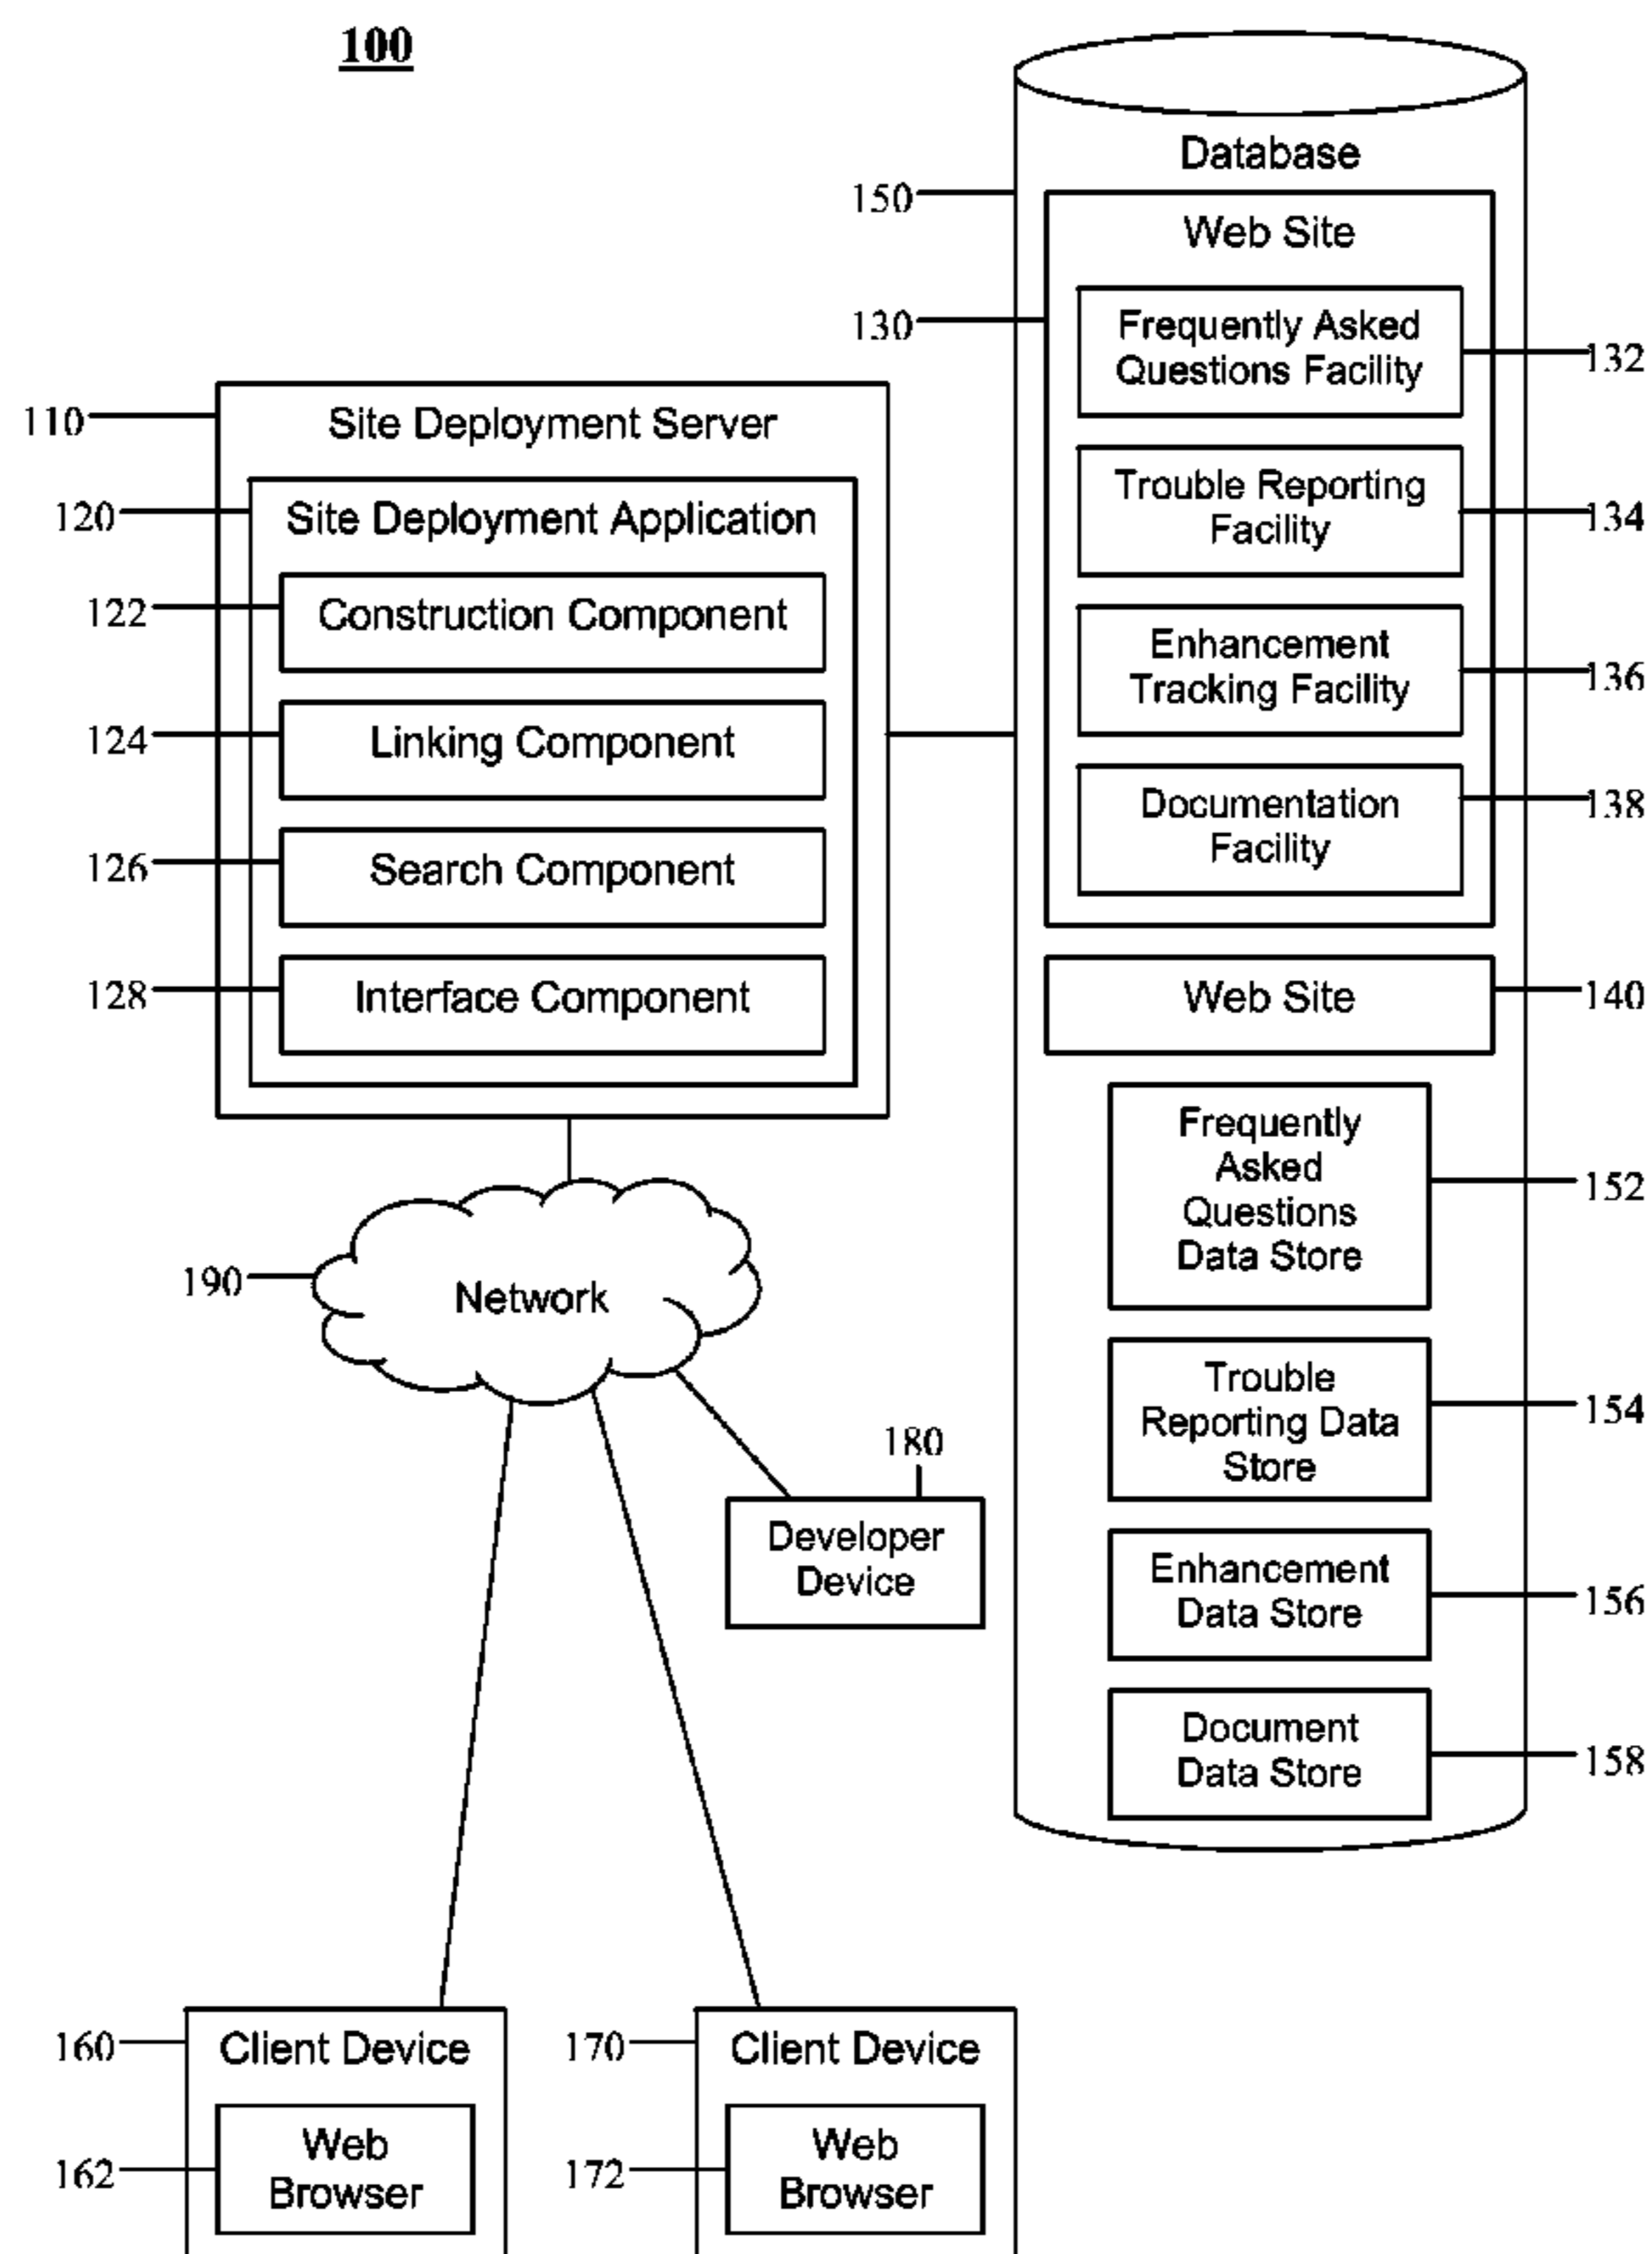 100
Database
150
Web Site
130
Frequently Asked
Questions Facility
132
110
Site Deployment Server
Trouble Reporting
Facility
134
120
Site Deployment Application
122
Construction Component
Enhancement
Tracking Facility
136
124
Linking Component
Documentation
Facility
138
126
Search Component
128
Interface Component
Web Site
140
Frequently
Asked
Questions
Data Store
152
190
Network
Trouble
Reporting Data
Store
154
180
Developer
Device
Enhancement
Data Store
156
Document
Data Store
158
160
Client Device
170
Client Device
162
Web
Browser
172
Web
Browser